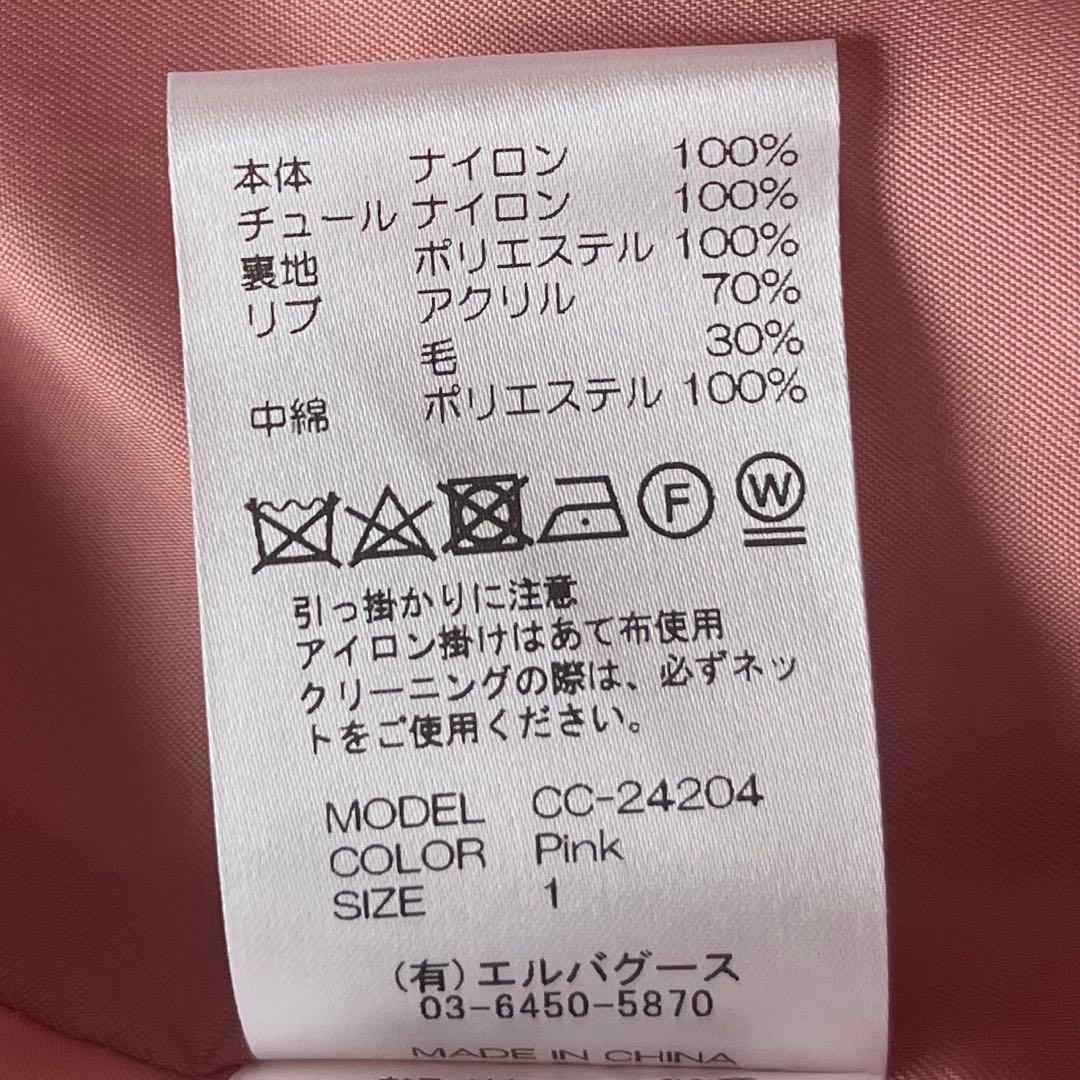 本体 ナイロン 100%
チュール ナイロン 100%
裏地 ポリエステル 100%
リブ アクリル 70%
毛 30%
中綿 ポリエステル 100%
F W
引っ掛かりに注意
アイロン掛けはあて布使用
クリーニングの際は、必ずネッ
トをご使用ください。
MODEL CC-24204
COLOR Pink
SIZE 1
(有)エルバグース
03-6450-5870
MADE IN CHINA